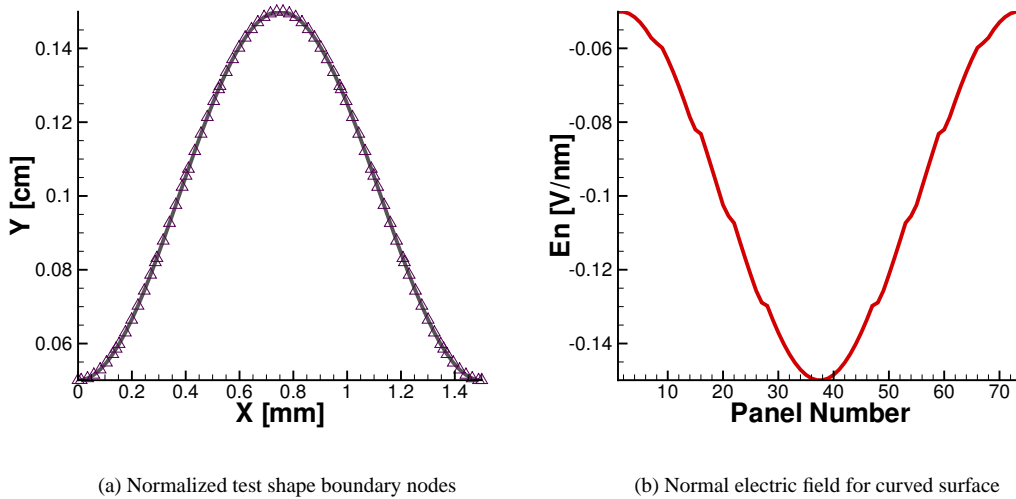 0.14
0.12
0.1
0.08
0.06
Y [cm]
0 0.2 0.4 0.6 0.8 1 1.2 1.4
X [mm]
(a) Normalized test shape boundary nodes
-0.06
-0.08
-0.1
-0.12
-0.14
En [V/nm]
10 20 30 40 50 60 70
Panel Number
(b) Normal electric field for curved surface